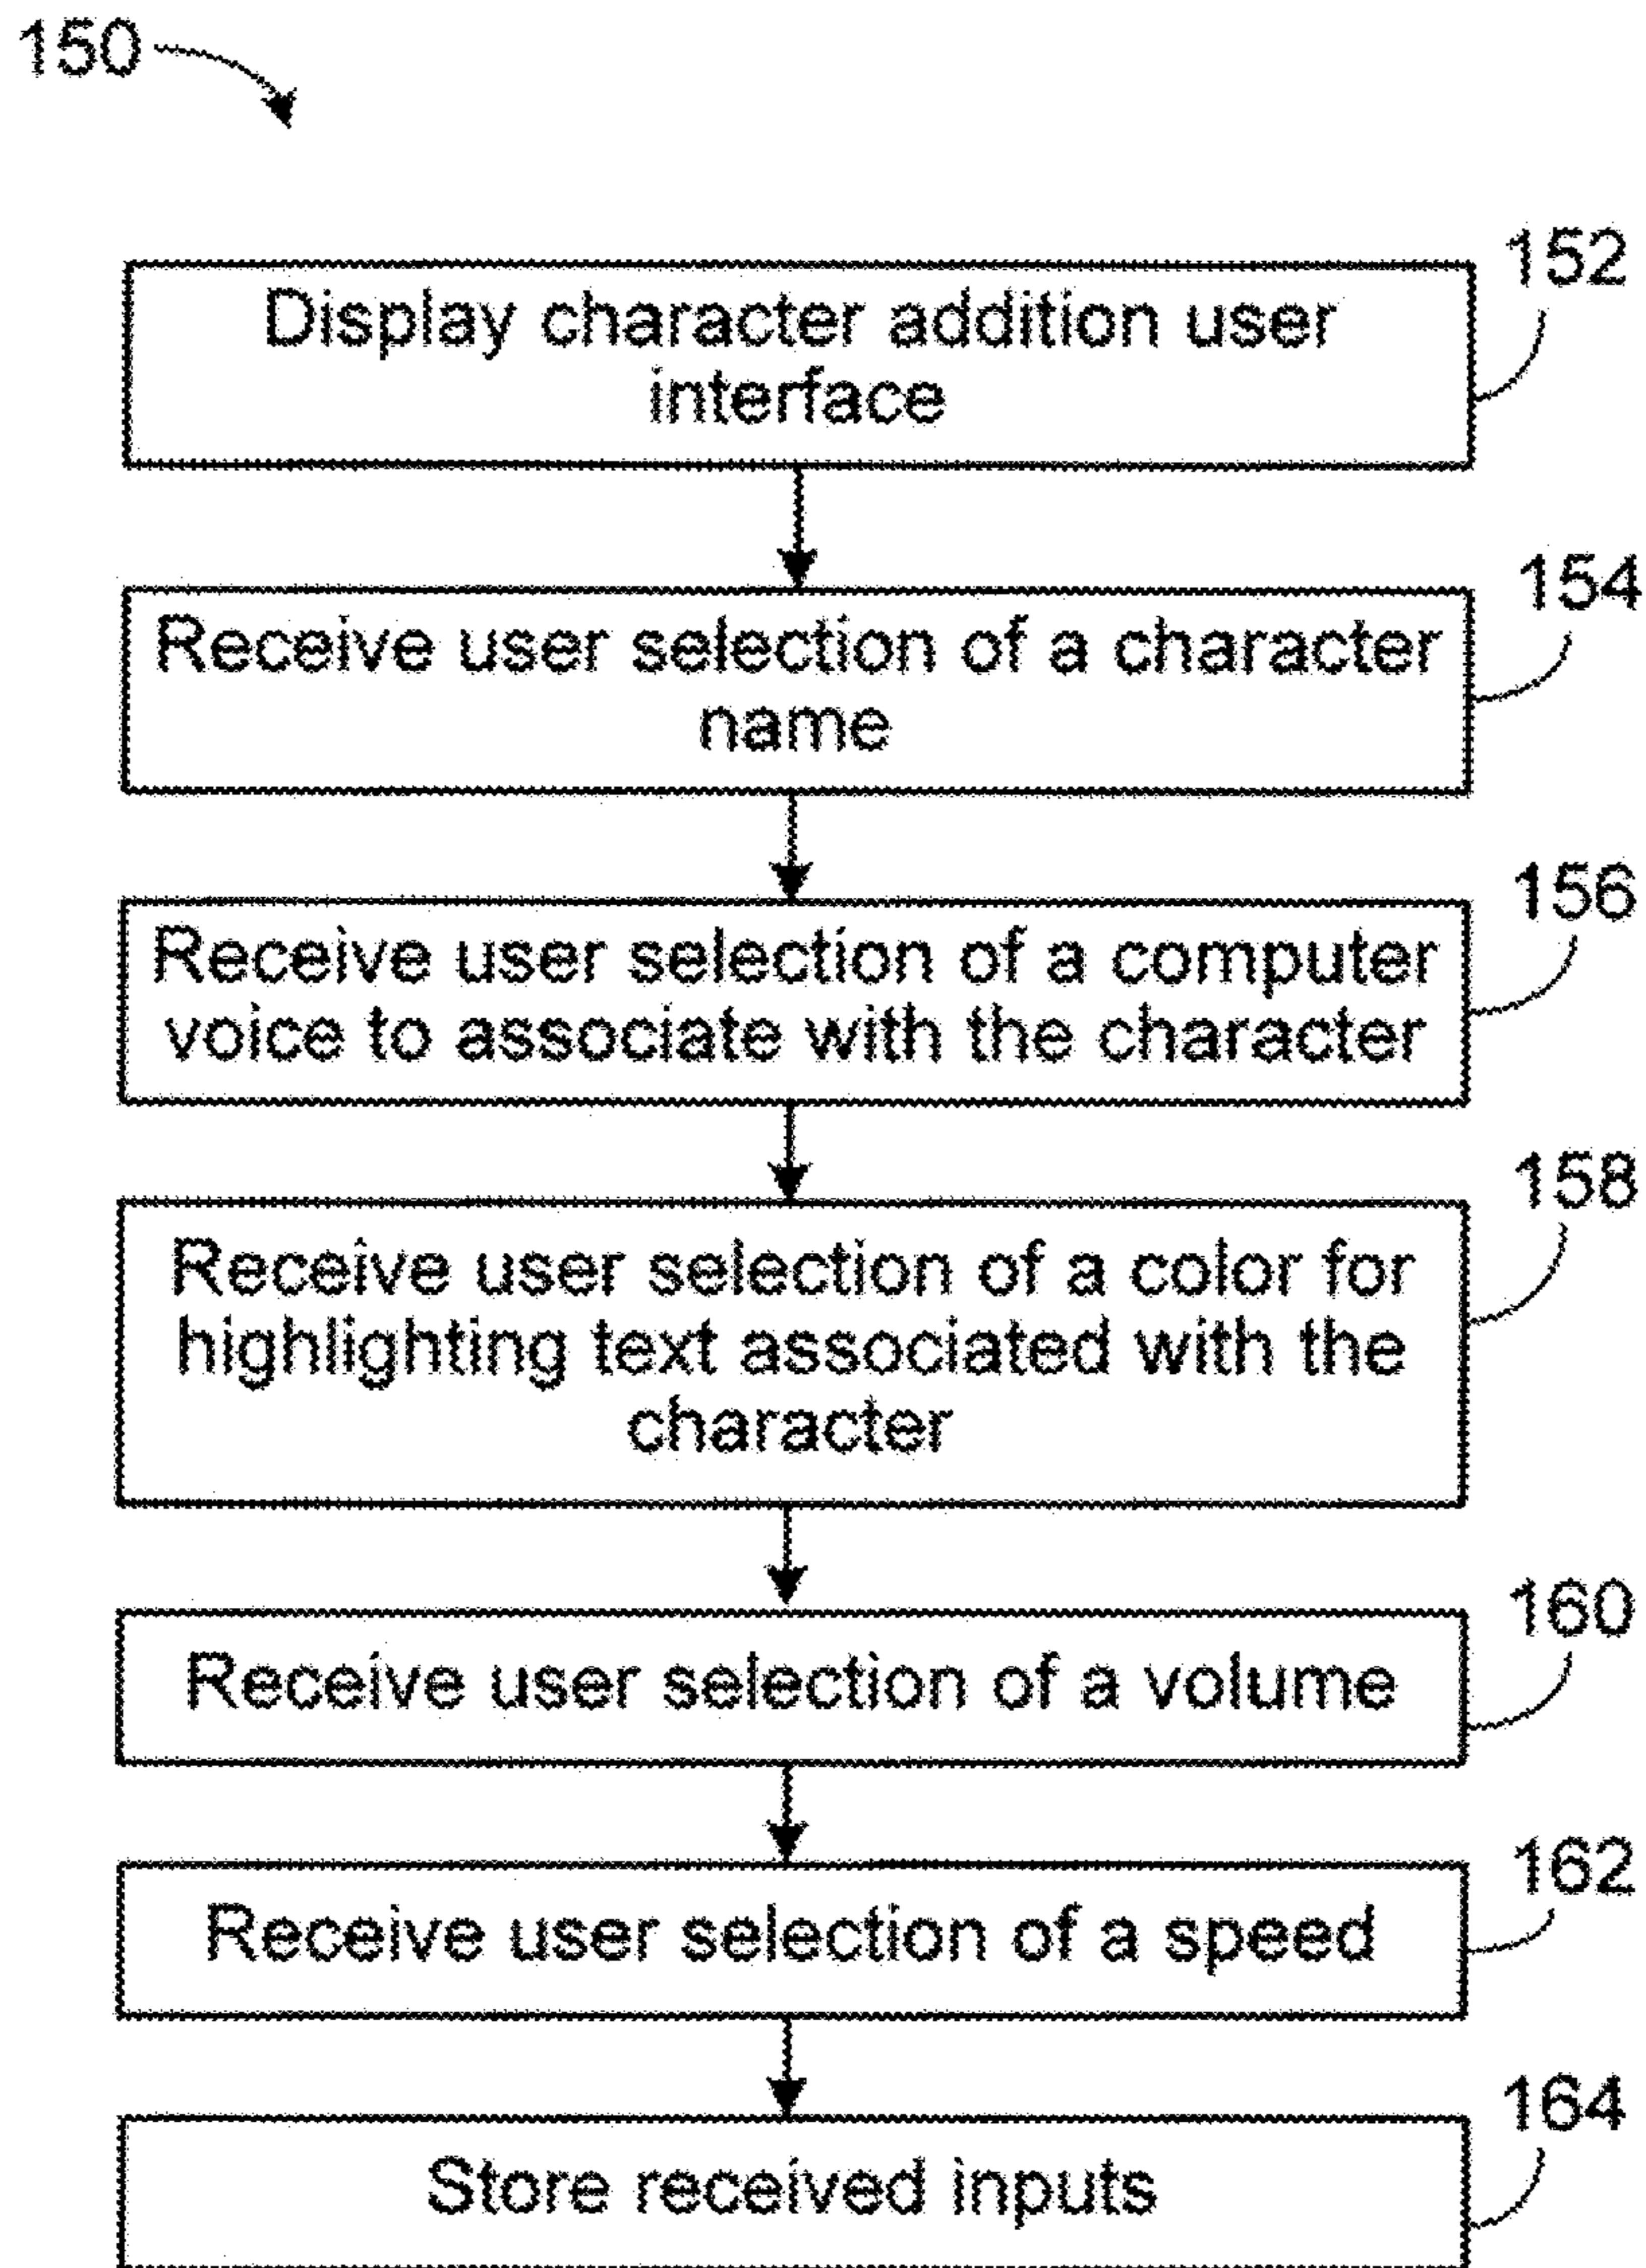 150
152
Display character addition user
interface
154
Receive user selection of a character
name
156
Receive user selection of a computer
voice to associate with the character
158
Receive user selection of a color for
highlighting text associated with the
character
160
Receive user selection of a volume
162
Receive user selection of a speed
164
Store received inputs